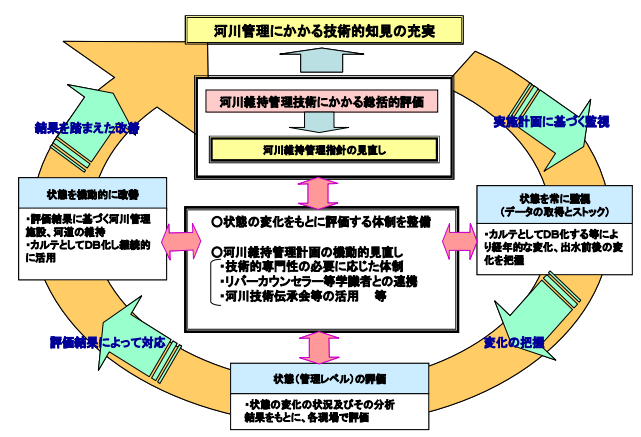 河川管理にかかる技術的知見の充実
河川維持管理技術にかかる総括的評価
河川維持管理指針の見直し
結果を踏まえた改善
実施計画に基づく監視
状態を機動的に改善
・評価結果に基づく河川管理
施設、河道の維持
・カルテとしてDB化し継続的
に活用
○状態の変化をもとに評価する体制を整備
○河川維持管理計画の機動的見直し
・技術的専門性の必要に応じた体制
・リバーカウンセラー等学識者との連携
・河川技術伝承会等の活用　等
状態を常に監視
（データの取得とストック）
・カルテとしてDB化する等によ
り経年的な変化、出水前後の変
化を把握
評価結果によって対応
変化の把握
状態（管理レベル）の評価
・状態の変化の状況及びその分析
結果をもとに、各現場で評価